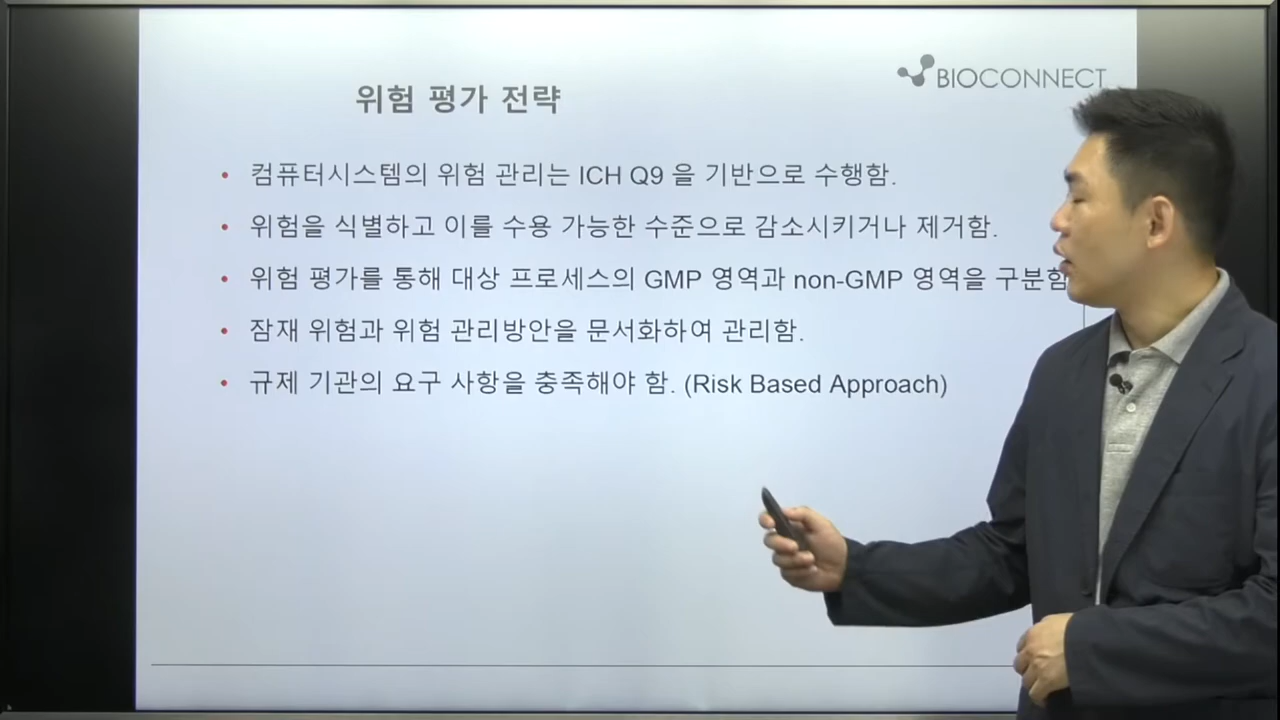 BIOCONNECT
위험 평가 전략
• 컴퓨터시스템의 위험 관리는 ICH Q9 을 기반으로 수행함.
• 위험을 식별하고 이를 수용 가능한 수준으로 감소시키거나 제거함.
• 위험 평가를 통해 대상 프로세스의 GMP 영역과 non-GMP 영역을 구분함
• 잠재 위험과 위험 관리방안을 문서화하여 관리함.
• 규제 기관의 요구 사항을 충족해야 함. (Risk Based Approach)